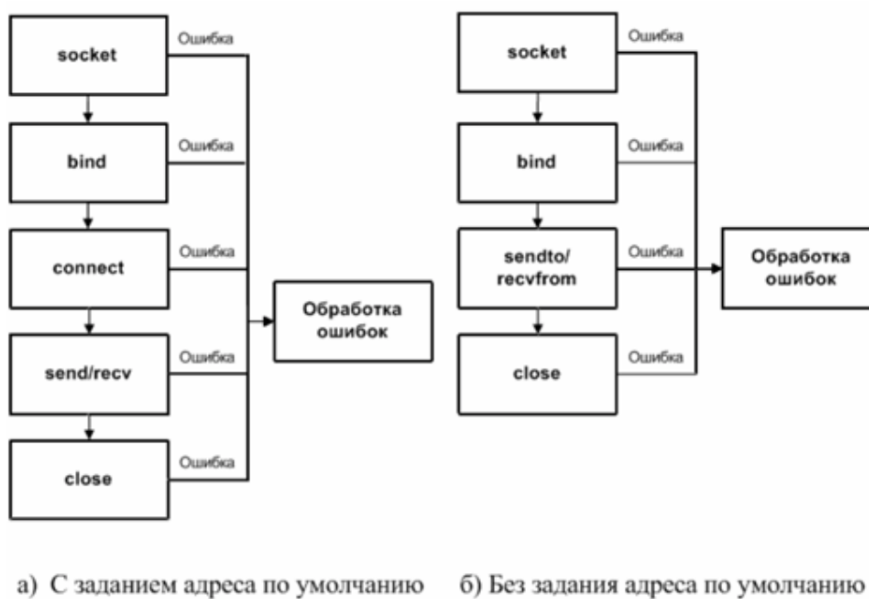 socket
Ошибка
bind
Ошибка
connect
Ошибка
send/recv
Ошибка
close
Ошибка
Обработка
ошибок
а) С заданием адреса по умолчанию
socket
Ошибка
bind
Ошибка
sendto/
recvfrom
Ошибка
close
Ошибка
Обработка
ошибок
б) Без задания адреса по умолчанию